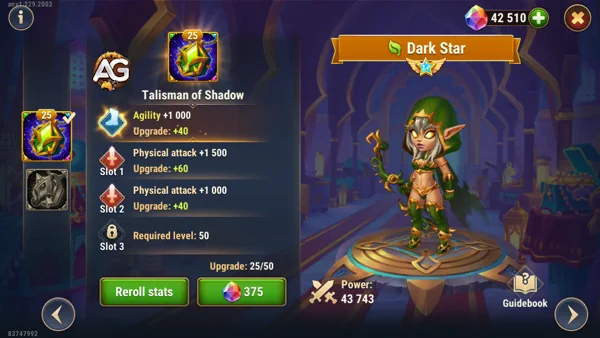 42 510
25
AG
Dark Star
Talisman of Shadow
Agility +1 000
Upgrade: +40
25
Physical attack +1 500
Upgrade: +60
Slot 1
Physical attack +1 000
Upgrade: +40
Slot 2
Required level: 50
Slot 3
Upgrade: 25/50
Reroll stats
375
Power:
43 743
Guidebook
83747992